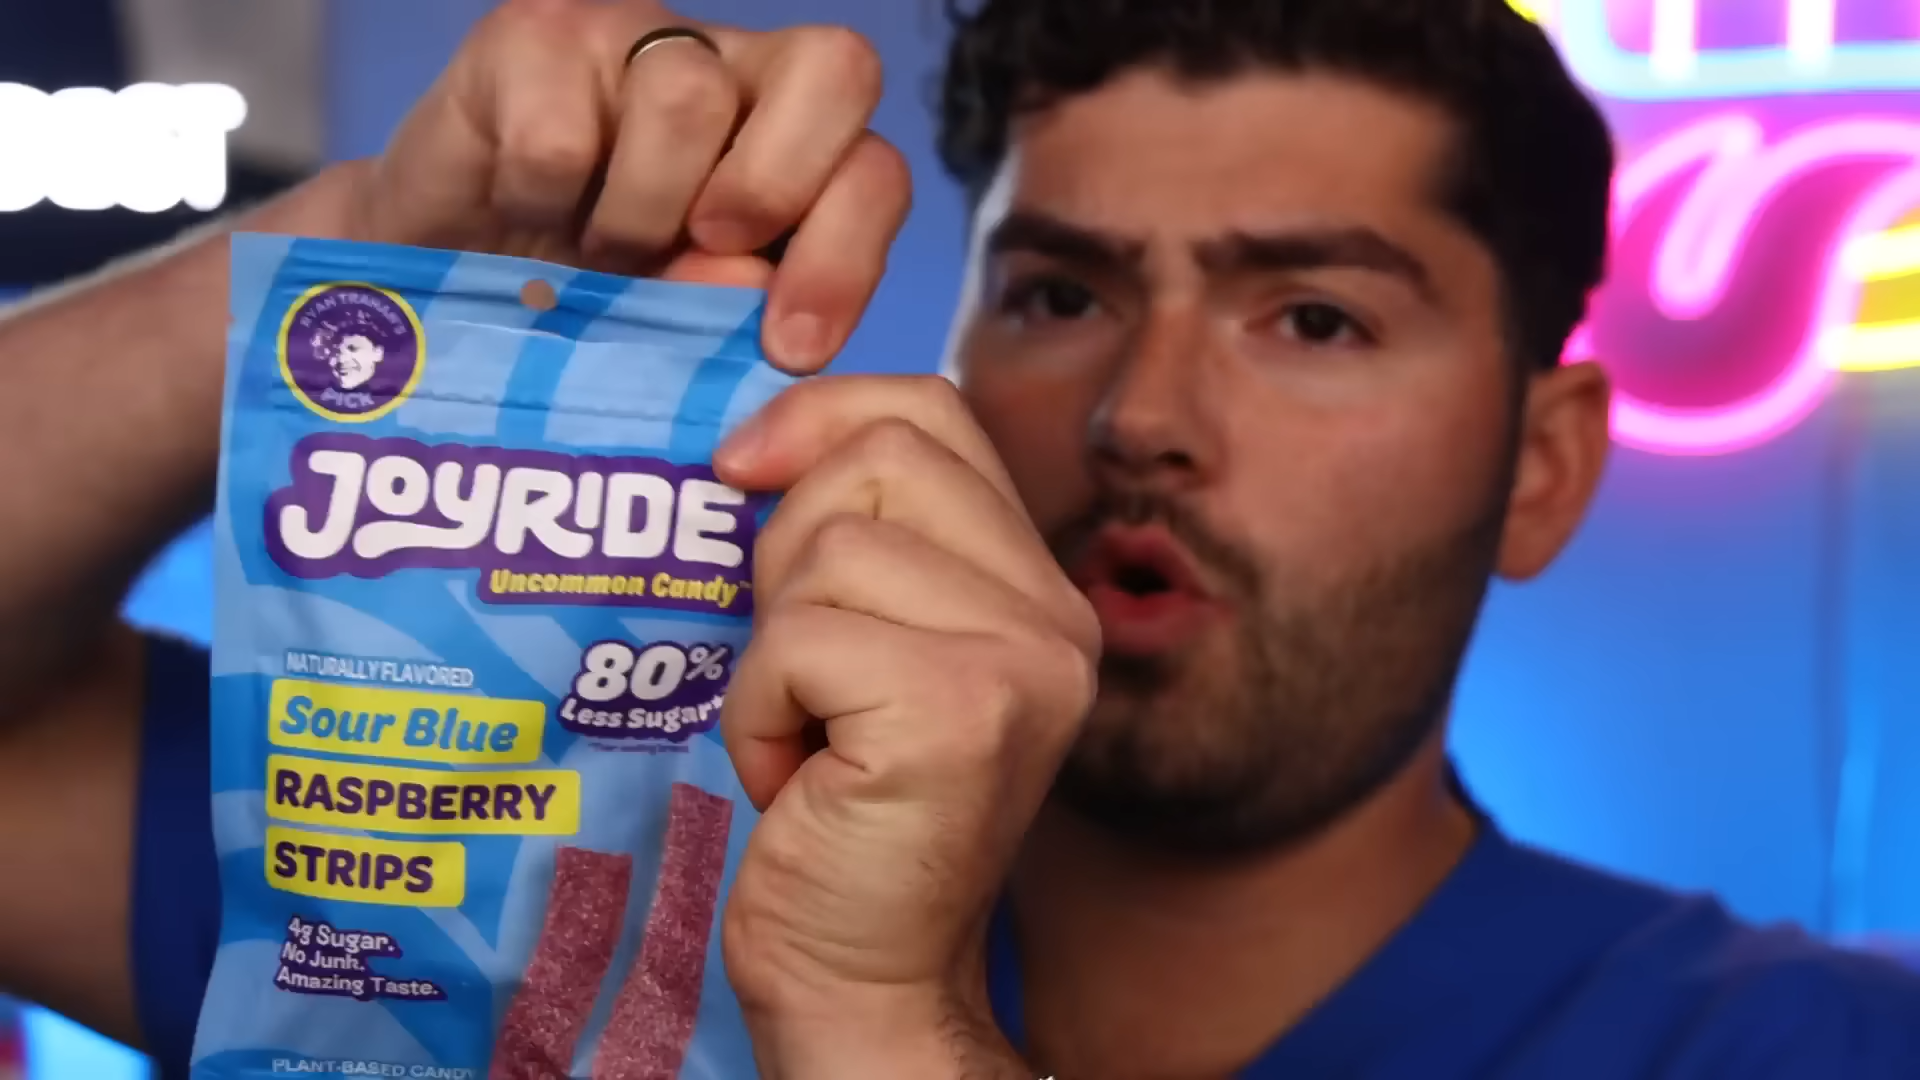 RYAN TRAHAN'S
PICK
JOYRIDE
Uncommon Candy™
NATURALLY FLAVORED
80%
Less Sugar*
Sour Blue
RASPBERRY
STRIPS
4g Sugar.
No Junk.
Amazing Taste.
PLANT-BASED CANDY